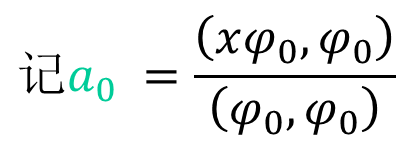 记a₀ = (xφ₀, φ₀) / (φ₀, φ₀)